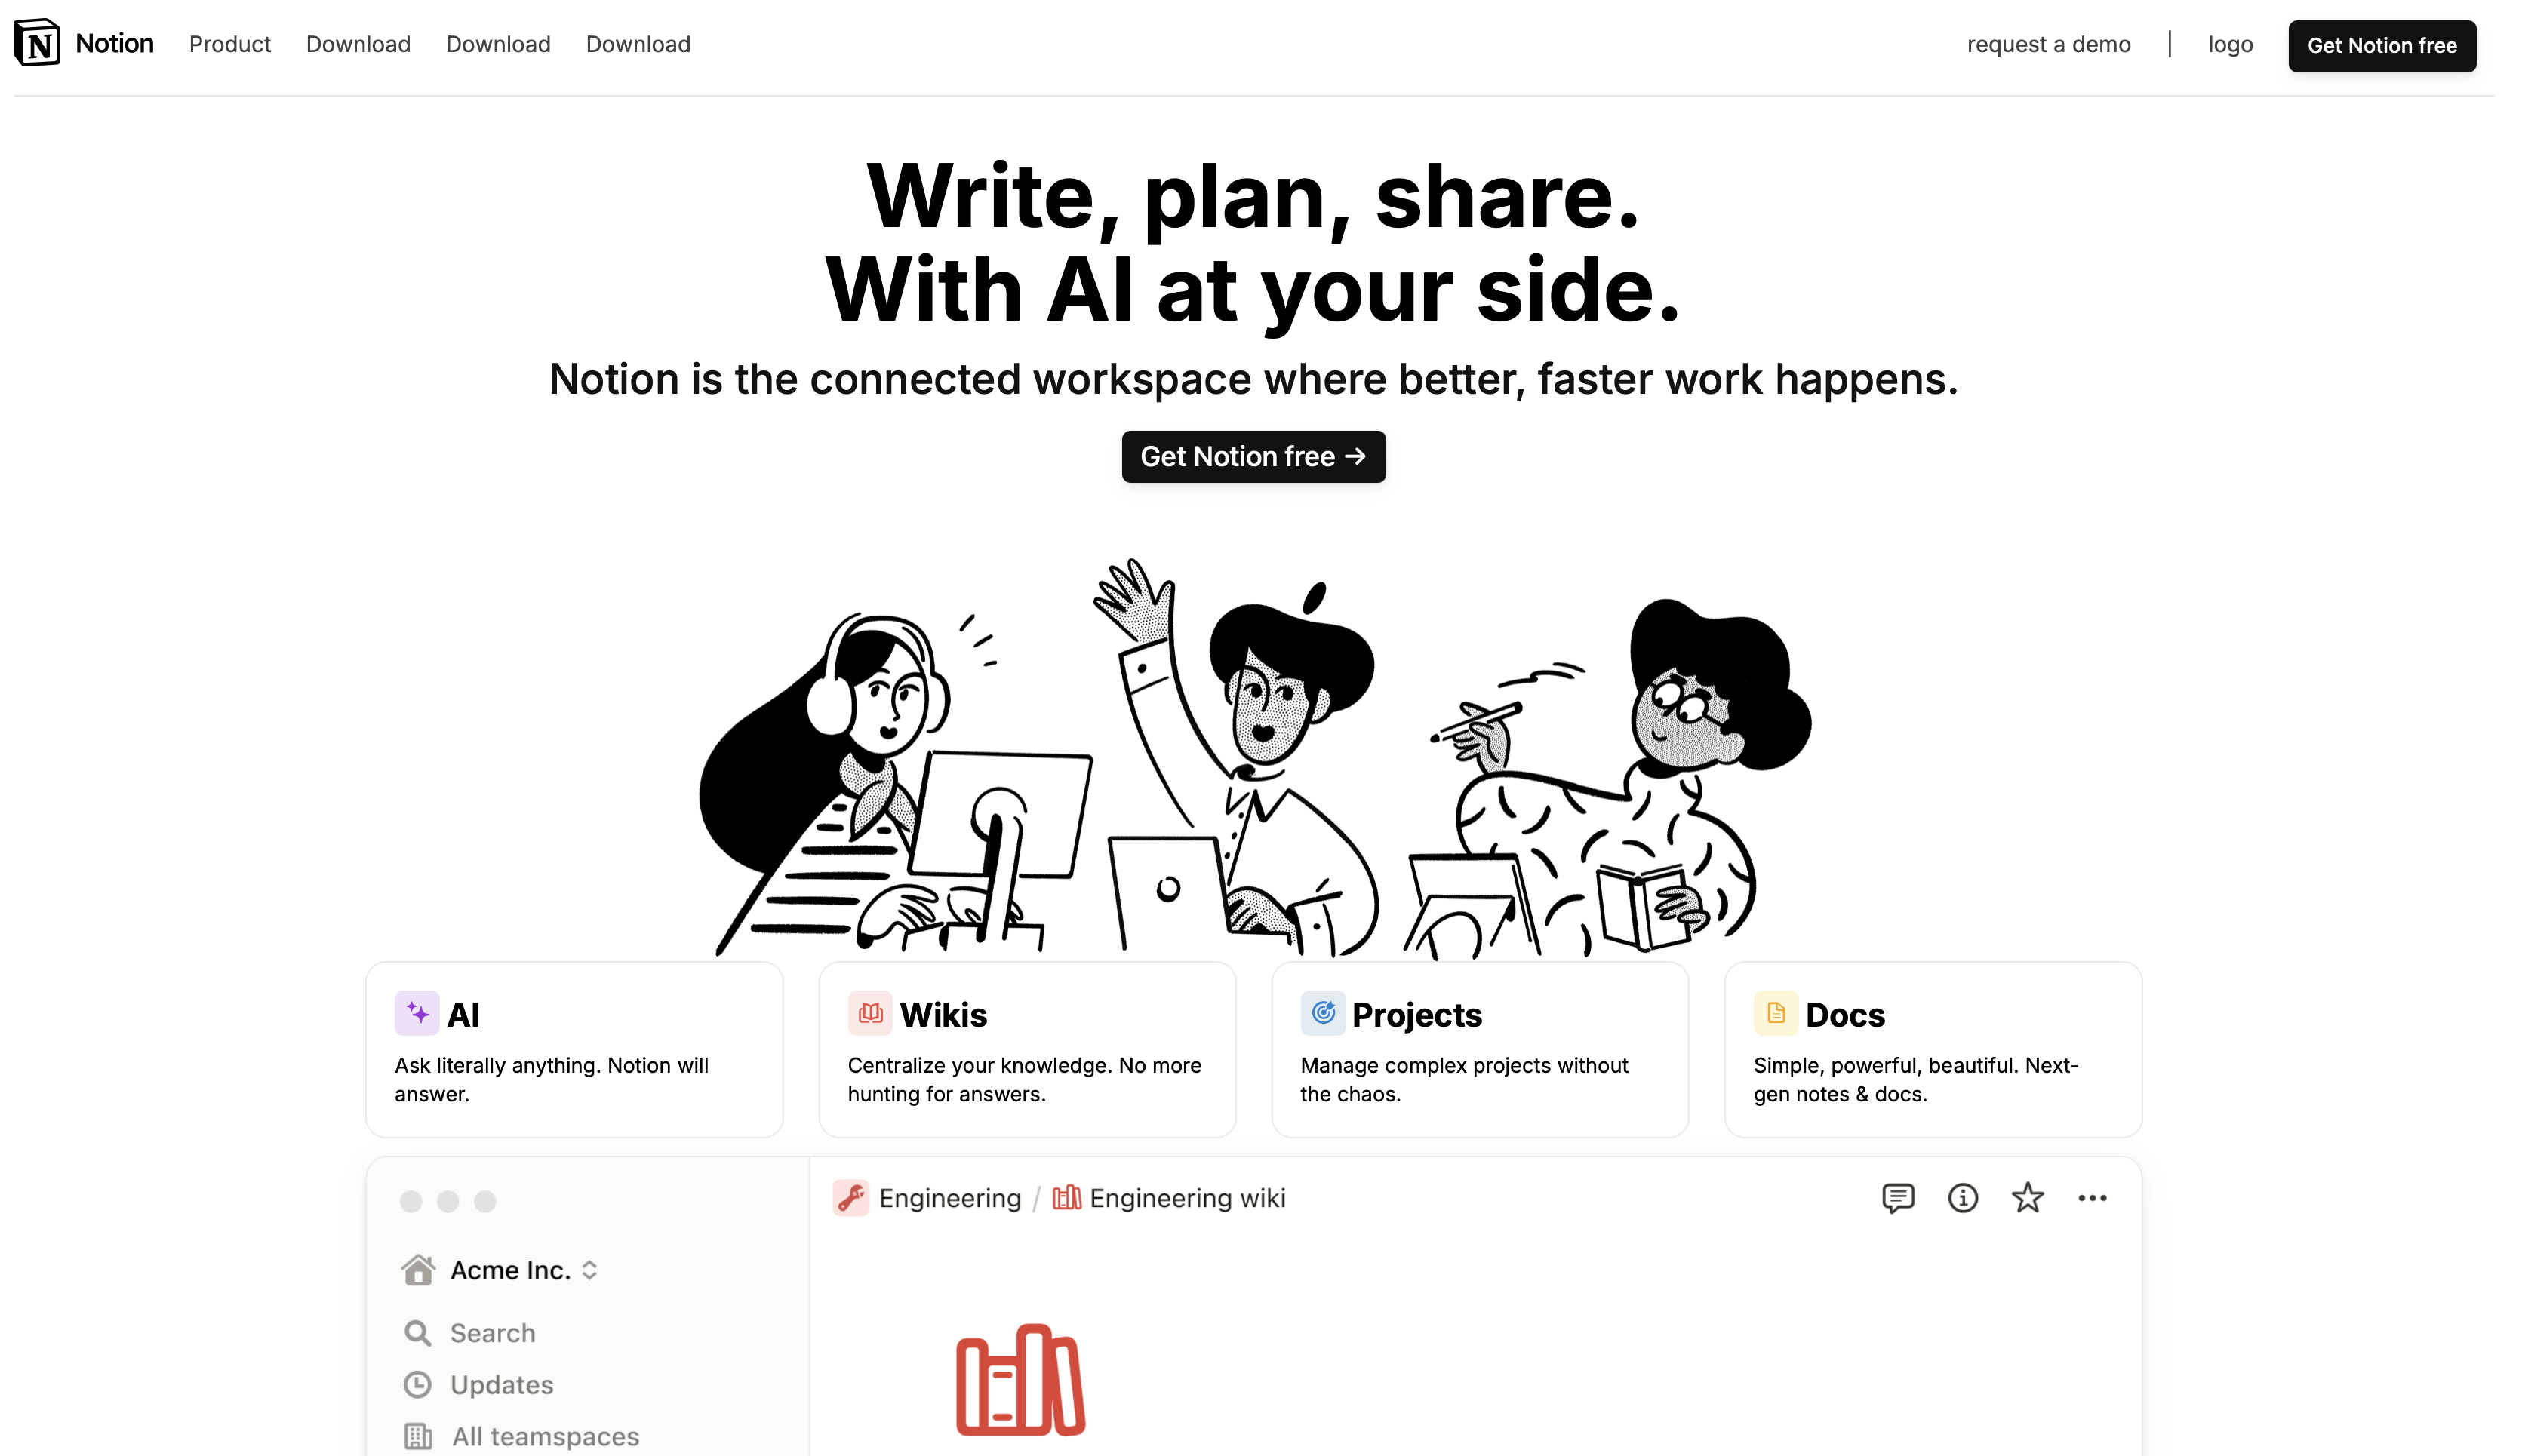 Notion Product Download Download Download request a demo | logo Get Notion free
Write, plan, share.
With AI at your side.
Notion is the connected workspace where better, faster work happens.
Get Notion free →
AI
Ask literally anything. Notion will
answer.
Wikis
Centralize your knowledge. No more
hunting for answers.
Projects
Manage complex projects without
the chaos.
Docs
Simple, powerful, beautiful. Next-
gen notes & docs.
Acme Inc.
Search
Updates
All teamspaces
Engineering / Engineering wiki